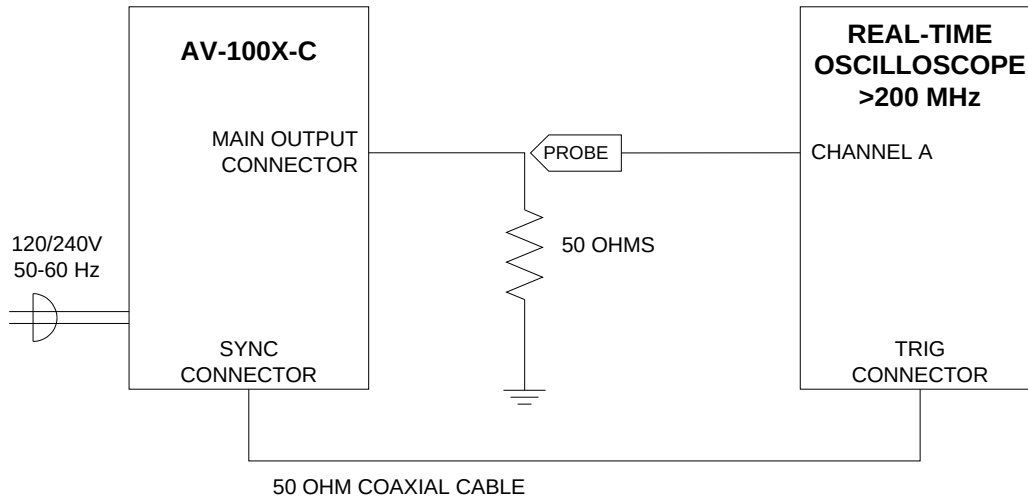 AV-100X-C
MAIN OUTPUT
CONNECTOR
120/240V
50-60 Hz
SYNC
CONNECTOR
PROBE
50 OHMS
REAL-TIME
OSCILLOSCOPE
>200 MHz
CHANNEL A
TRIG
CONNECTOR
50 OHM COAXIAL CABLE